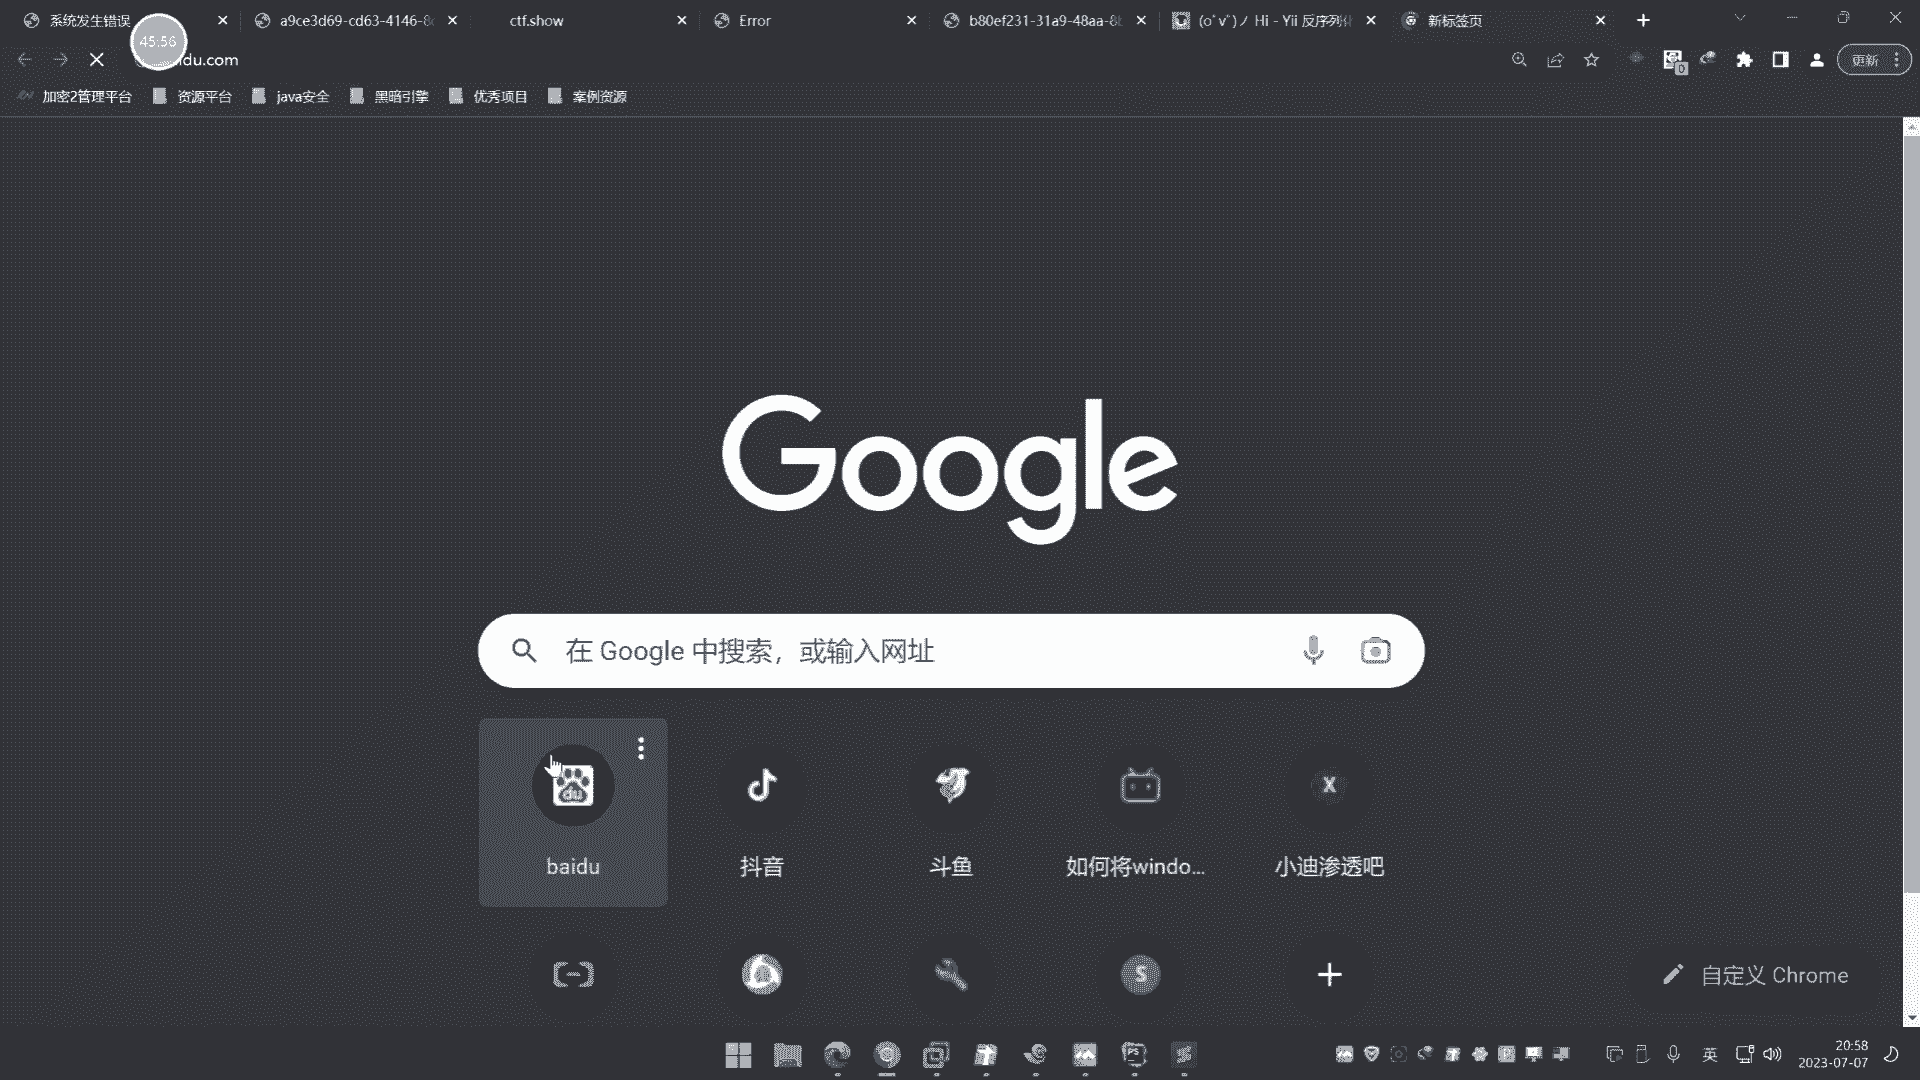 系统发生错误
a9ce3d69-cd63-4146-8
ctf.show
Error
b80ef231-31a9-48aa-8
(oˇvˇ)ノ Hi - Yii 反序列化
新标签页
45:56
idu.com
更新
加密2管理平台
资源平台
java安全
黑暗引擎
优秀项目
案例资源
Google
在 Google 中搜索，或输入网址
du
baidu
抖音
斗鱼
如何将windo...
X
小迪渗透吧
S
自定义 Chrome
英
20:58
2023-07-07